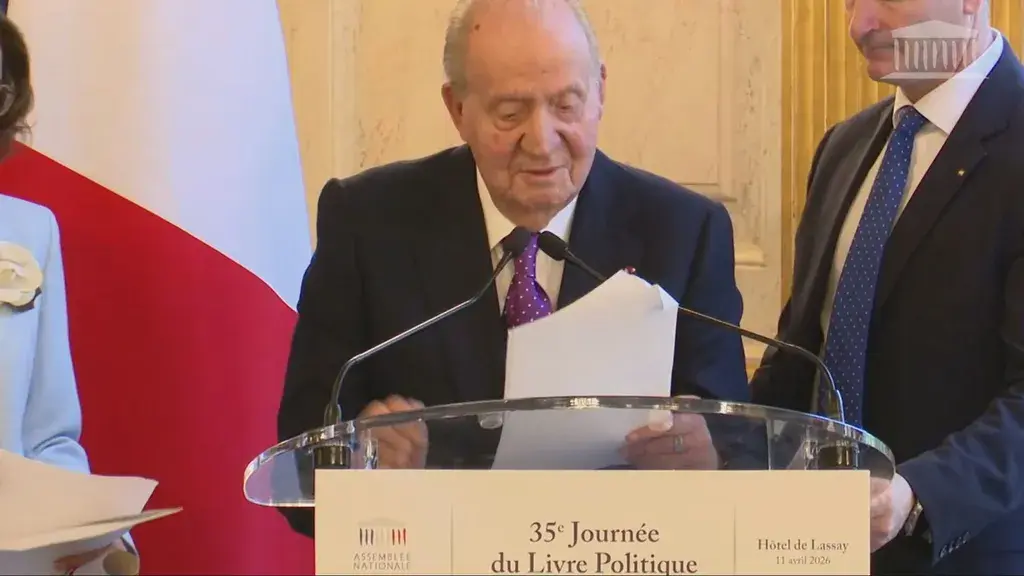 35e Journée
du Livre Politique
ASSEMBLÉE
NATIONALE
Hôtel de Lassay
11 avril 2026